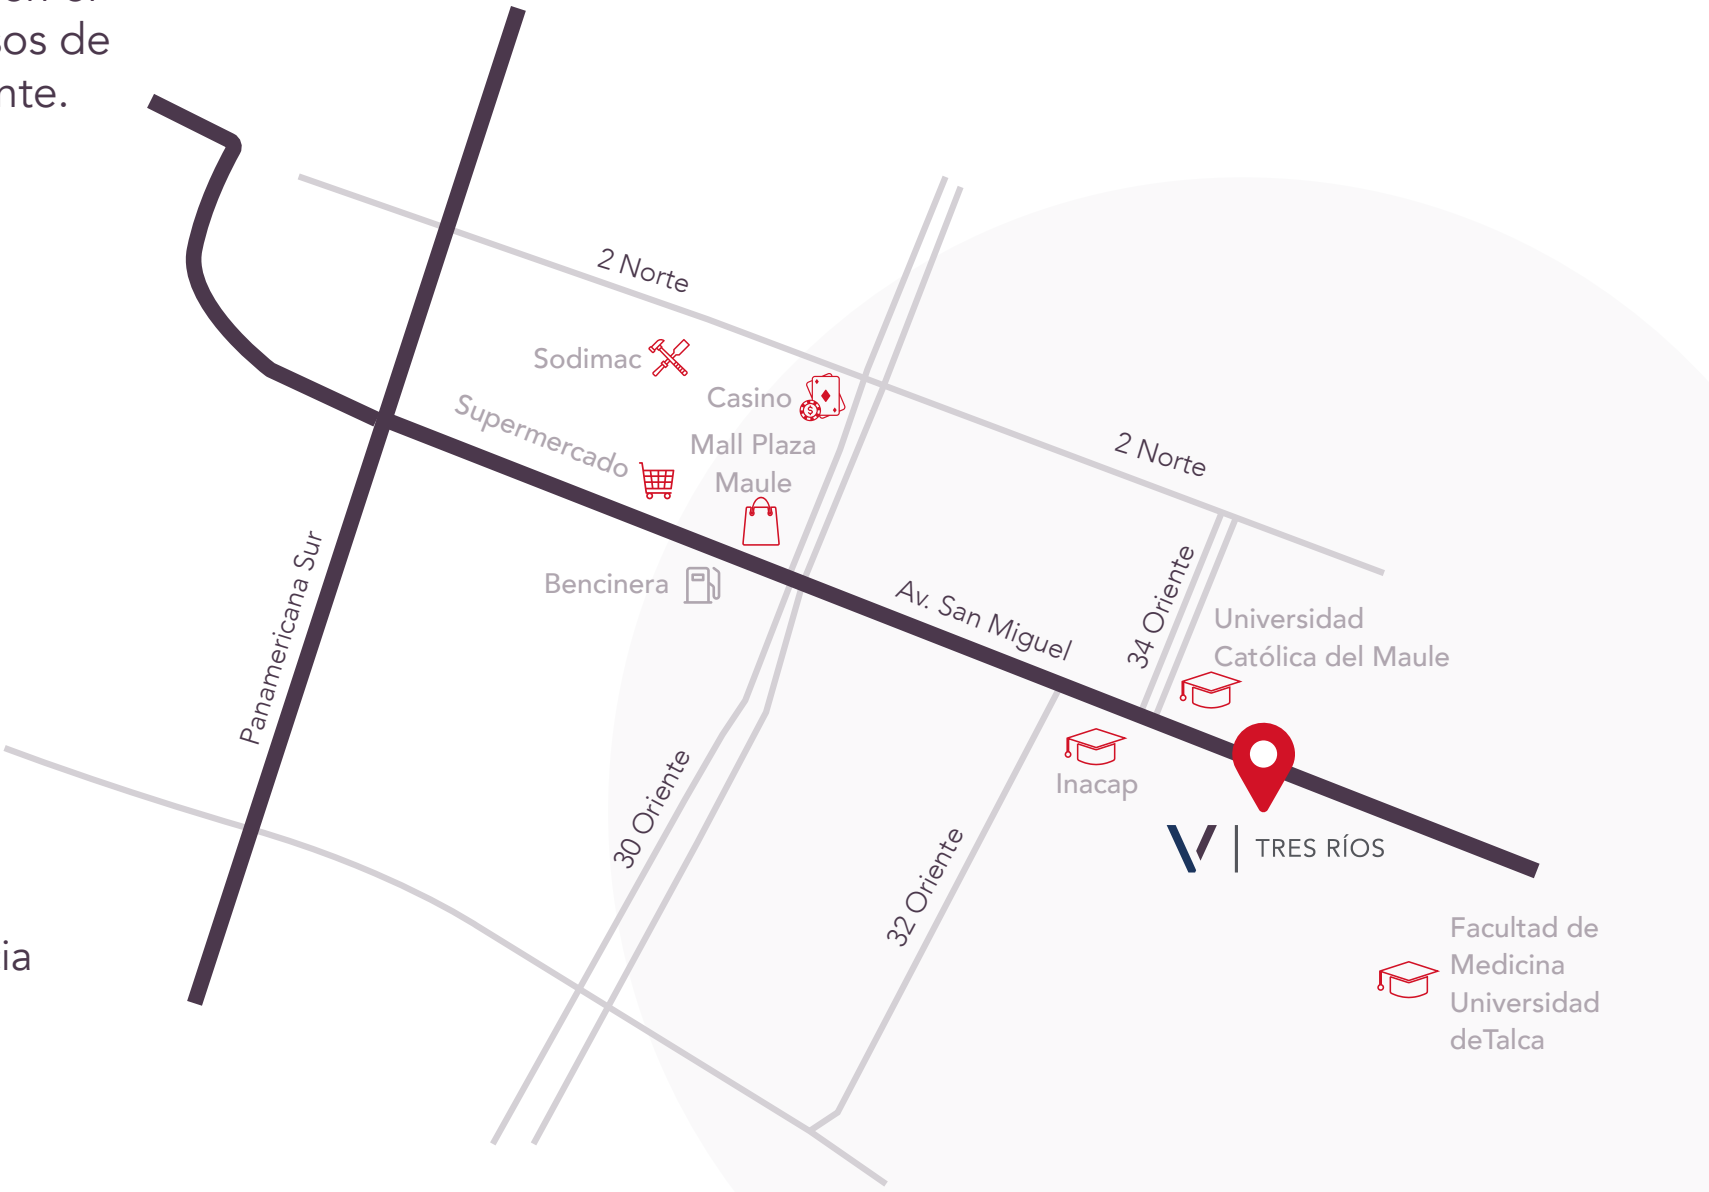 sos de
nte.
2 Norte
Sodimac
Casino
Supermercado
Mall Plaza
Maule
2 Norte
Bencinera
Panamericana Sur
Av. San Miguel
34 Oriente
Universidad
Católica del Maule
Inacap
30 Oriente
32 Oriente
TRES RÍOS
ia
Facultad de
Medicina
Universidad
deTalca